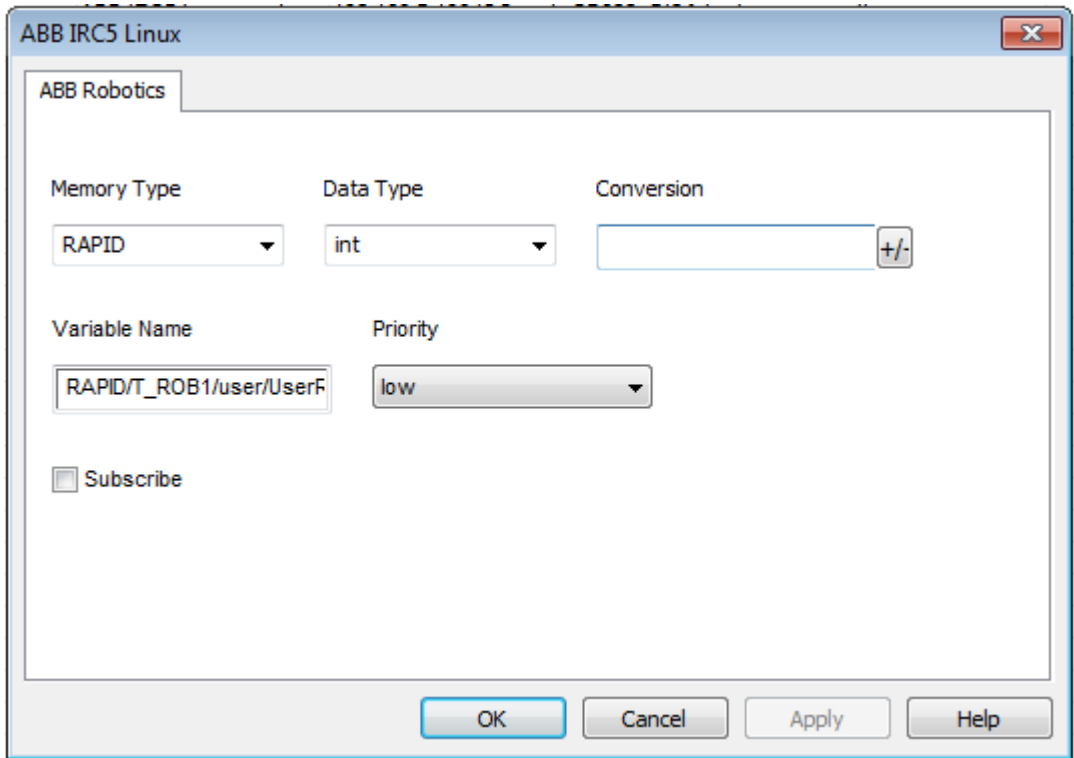 ABB IRC5 Linux
ABB Robotics
Memory Type Data Type Conversion
RAPID int +/-
Variable Name Priority
RAPID/T_ROB1/user/UserR low
Subscribe
OK Cancel Apply Help